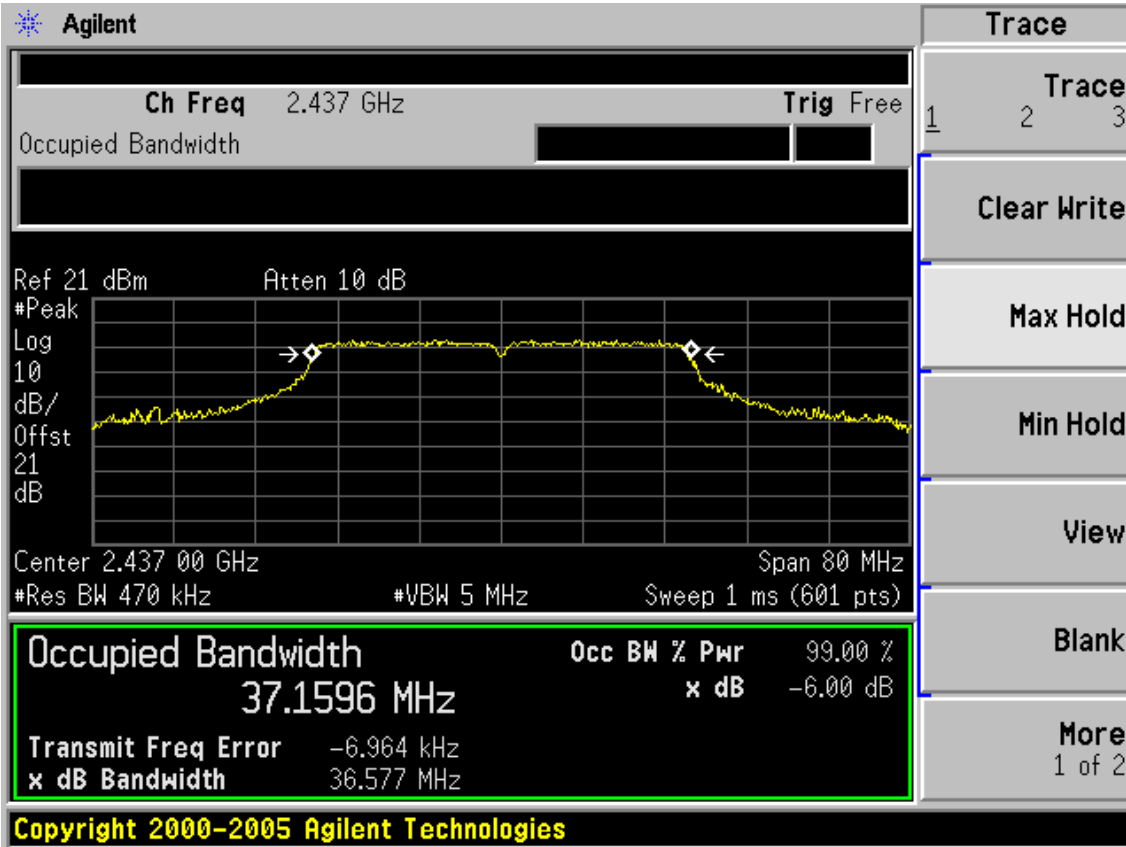 Agilent
Trace
Ch Freq 2.437 GHz Trig Free
Occupied Bandwidth
Ref 21 dBm Atten 10 dB
#Peak
Log
10
dB/
Offst
21
dB
Center 2.437 00 GHz Span 80 MHz
#Res BW 470 kHz #VBW 5 MHz Sweep 1 ms (601 pts)
Occupied Bandwidth
37.1596 MHz
Occ BW % Pwr 99.00 %
x dB -6.00 dB
Transmit Freq Error -6.964 kHz
x dB Bandwidth 36.577 MHz
Trace
1 2 3
Clear Write
Max Hold
Min Hold
View
Blank
More
1 of 2
Copyright 2000-2005 Agilent Technologies